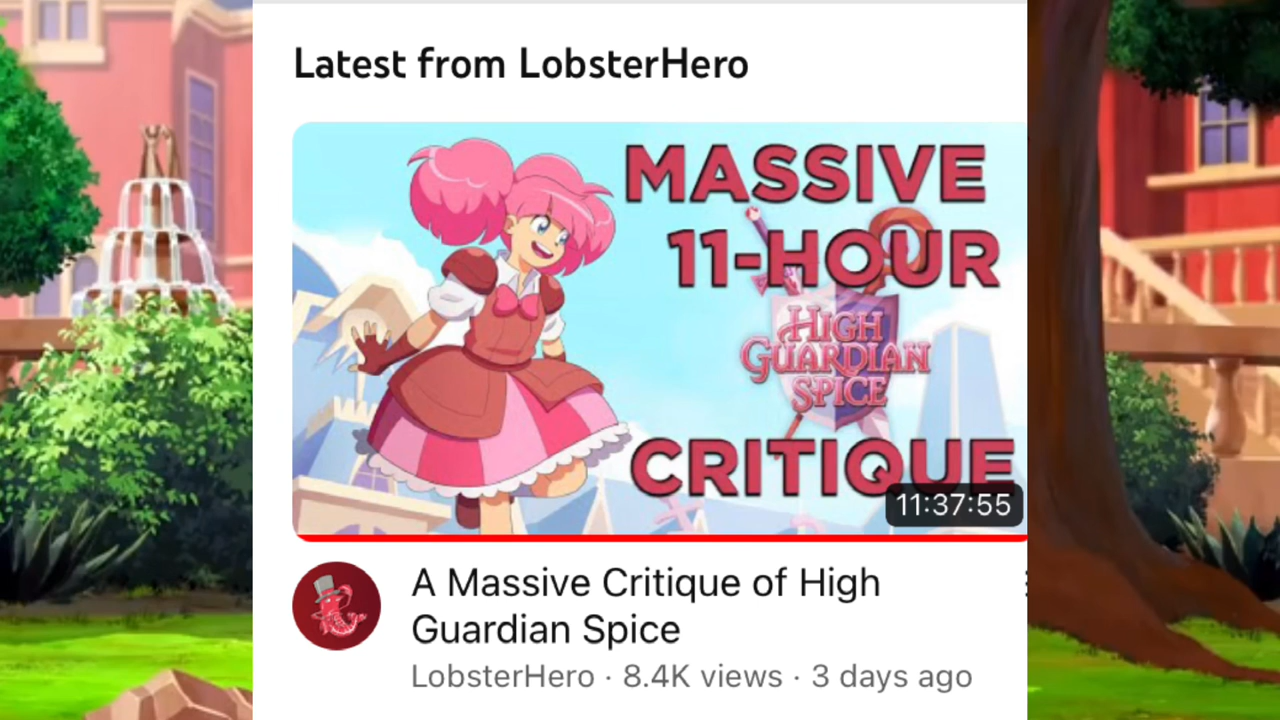 Latest from LobsterHero
MASSIVE
11-HOUR
HIGH
GUARDIAN
SPICE
CRITIQUE
11:37:55
A Massive Critique of High
Guardian Spice
LobsterHero · 8.4K views · 3 days ago